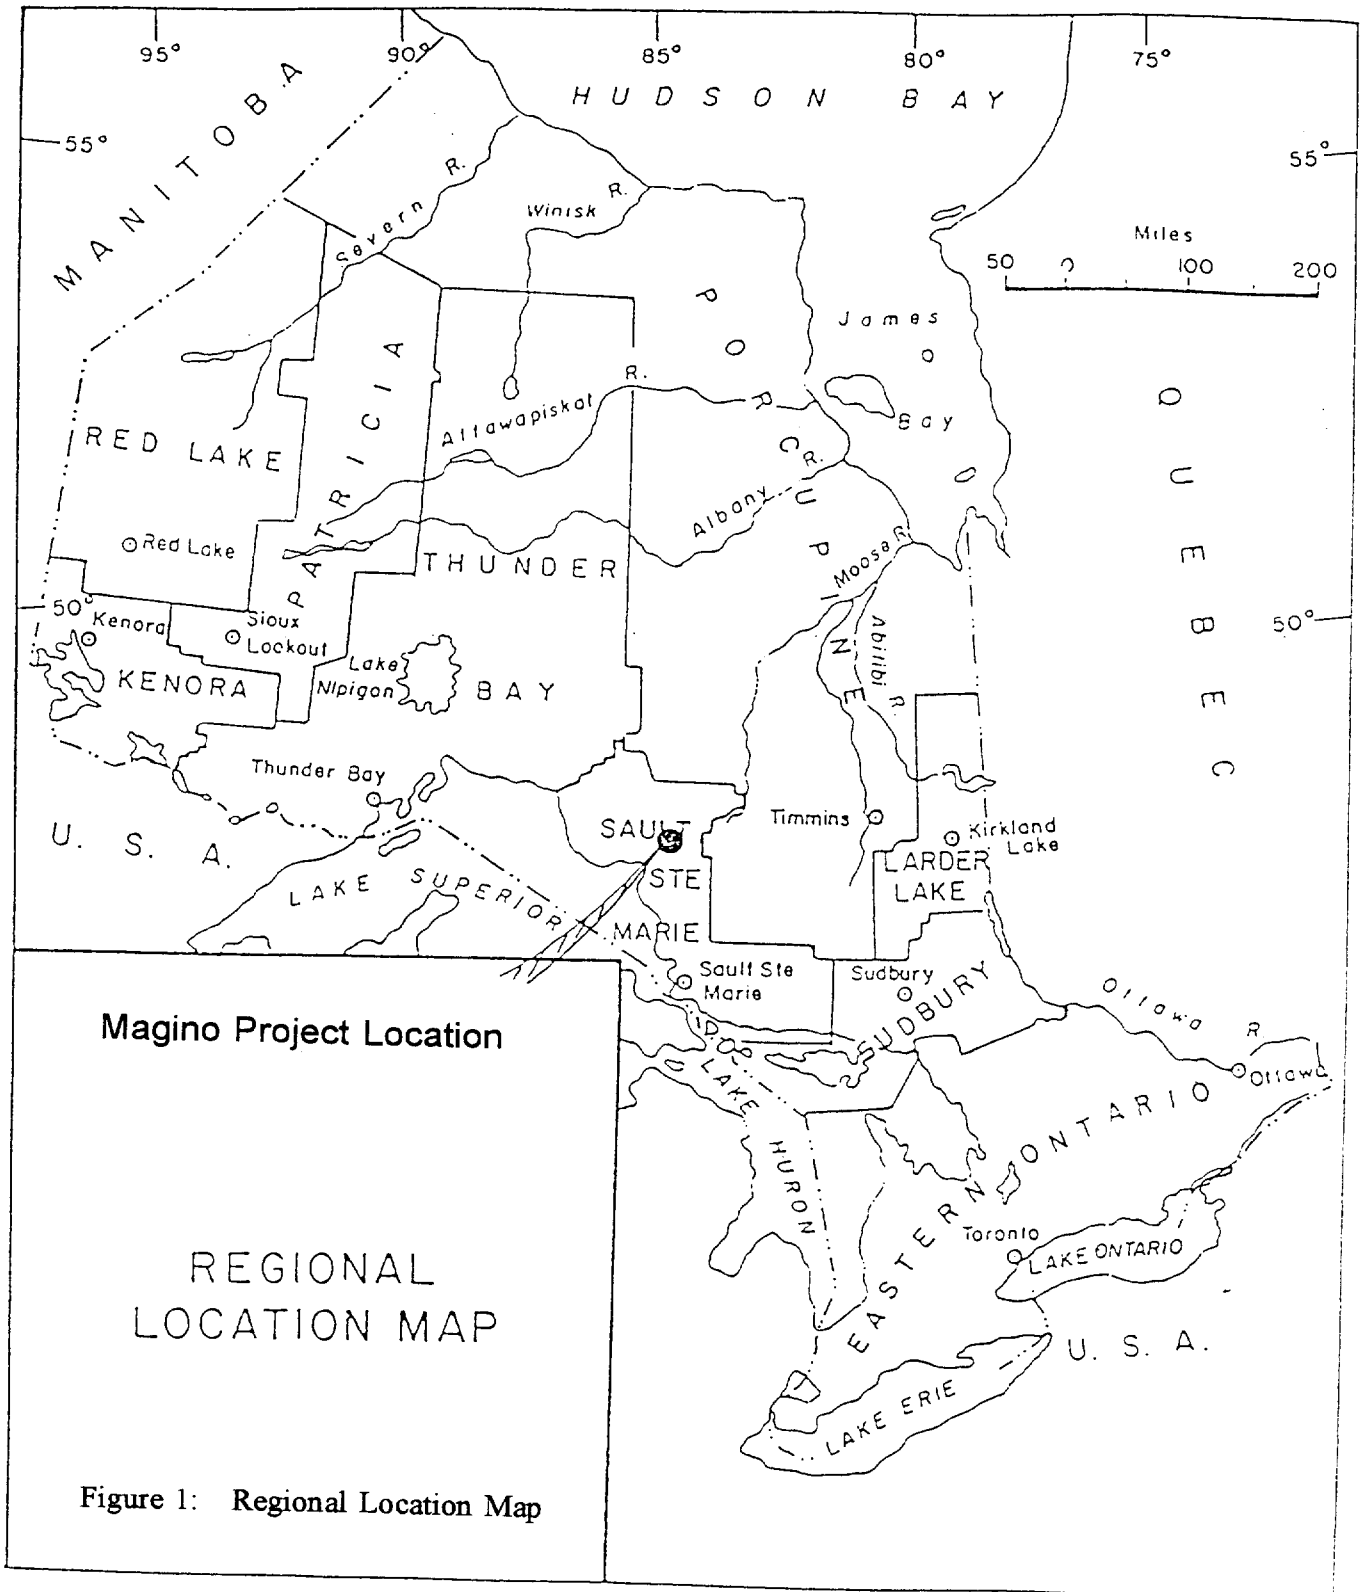 95°
90°
85°
80°
75°
HUDSON BAY
MANITOBA
55°
55°
Severn R.
Winisk R.
Miles
50 0 100 200
PORCUPINE
James
Bay
QUEBEC
PATRICIA
Attawapiskat R.
RED LAKE
Albany R.
Red Lake
THUNDER
BAY
Moose R.
50°
50°
Kenora
Sioux
Lockout
Abitibi R.
Lake
Nipigon
KENORA
Thunder Bay
SAULT
STE
MARIE
Timmins
Kirkland
Lake
U. S. A.
LARDER
LAKE
LAKE SUPERIOR
Sault Ste
Marie
Sudbury
SUDBURY
Ottawa R
Ottawa
LAKE HURON
EASTERN ONTARIO
Toronto
LAKE ONTARIO
U. S. A.
LAKE ERIE
Magino Project Location
REGIONAL
LOCATION MAP
Figure 1: Regional Location Map